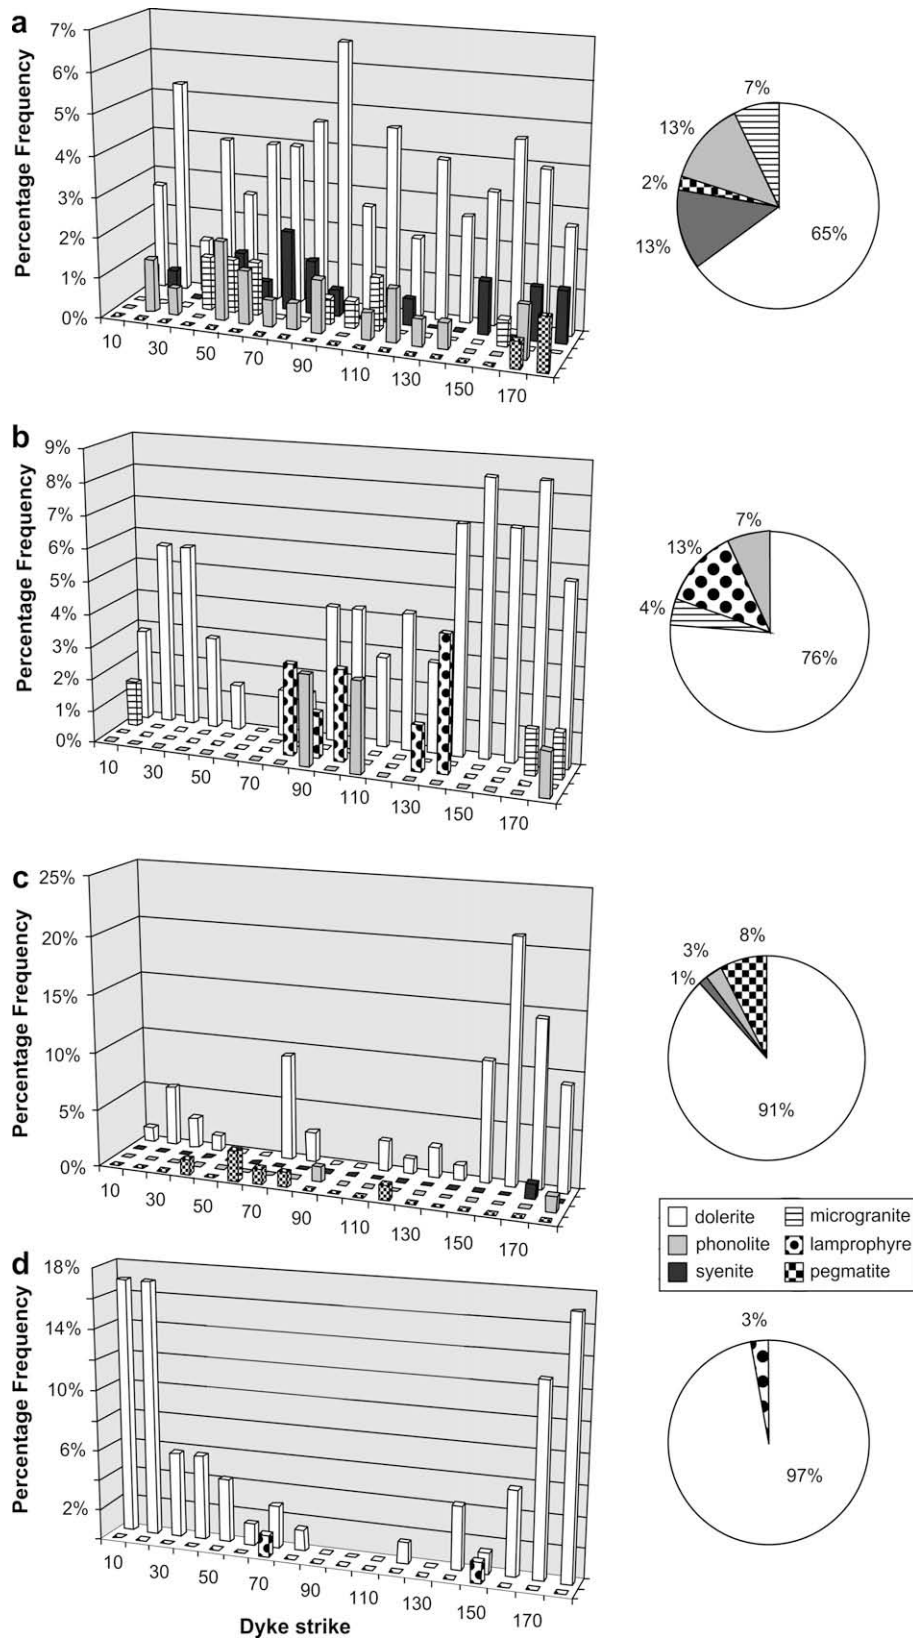 a
Percentage Frequency
7%
6%
5%
4%
3%
2%
1%
0%
10 30 50 70 90 110 130 150 170
7%
13%
2%
13%
65%
b
Percentage Frequency
9%
8%
7%
6%
5%
4%
3%
2%
1%
0%
10 30 50 70 90 110 130 150 170
7%
13%
4%
76%
c
Percentage Frequency
25%
20%
15%
10%
5%
0%
10 30 50 70 90 110 130 150 170
8%
3%
1%
91%
dolerite microgranite
phonolite lamprophyre
syenite pegmatite
d
Percentage Frequency
18%
14%
10%
6%
2%
10 30 50 70 90 110 130 150 170
Dyke strike
3%
97%